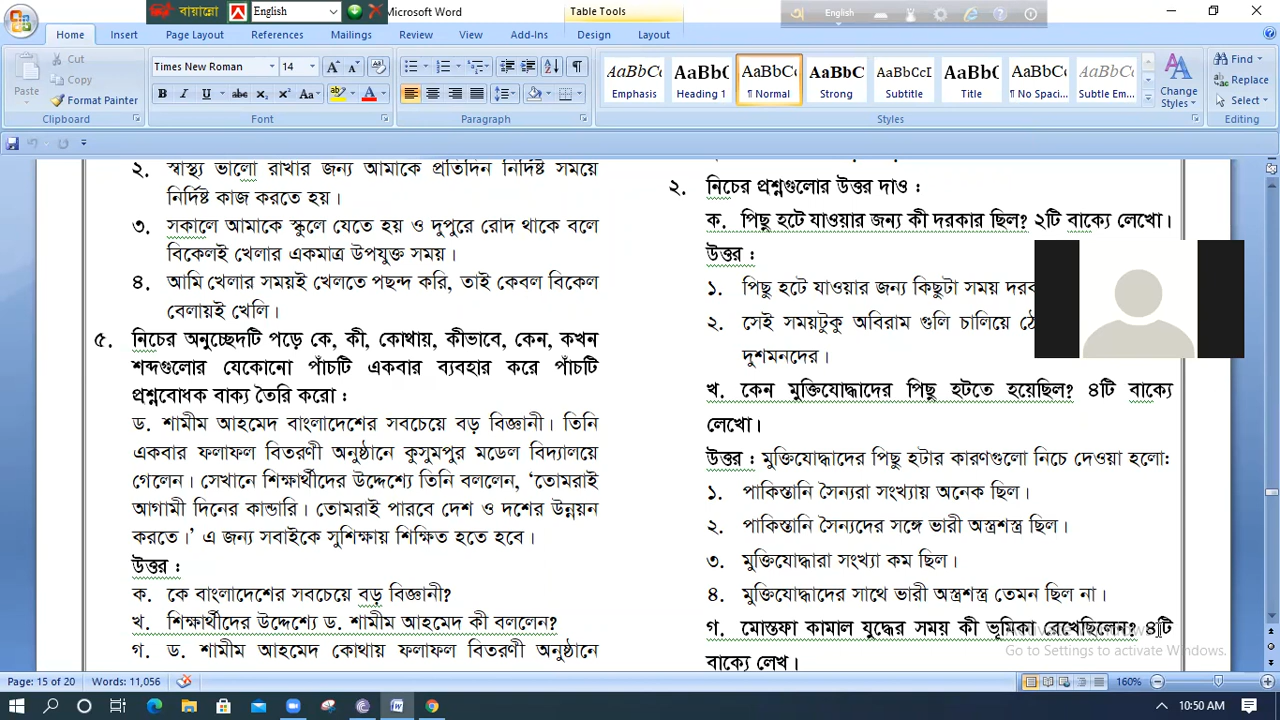 বায়ান্নো English Microsoft Word Table Tools English
Home Insert Page Layout References Mailings Review View Add-Ins Design Layout
Paste Cut Copy Format Painter Clipboard
Times New Roman 14 Font
Paragraph
AaBbCc Emphasis AaBbC Heading 1 AaBbCc ¶ Normal AaBbC Strong AaBbCcI Subtitle AaBbC Title AaBbCc ¶ No Spaci... AaBbCc Subtle Em... Change Styles Styles
Find Replace Select Editing
২. স্বাস্থ্য ভালো রাখার জন্য আমাকে প্রতিদিন নির্দিষ্ট সময়ে
নির্দিষ্ট কাজ করতে হয়।
৩. সকালে আমাকে স্কুলে যেতে হয় ও দুপুরে রোদ থাকে বলে
বিকেলই খেলার একমাত্র উপযুক্ত সময়।
৪. আমি খেলার সময়ই খেলতে পছন্দ করি, তাই কেবল বিকেল
বেলায়ই খেলি।
৫. নিচের অনুচ্ছেদটি পড়ে কে, কী, কোথায়, কীভাবে, কেন, কখন
শব্দগুলোর যেকোনো পাঁচটি একবার ব্যবহার করে পাঁচটি
প্রশ্নবোধক বাক্য তৈরি করো :
ড. শামীম আহমেদ বাংলাদেশের সবচেয়ে বড় বিজ্ঞানী। তিনি
একবার ফলাফল বিতরণী অনুষ্ঠানে কুসুমপুর মডেল বিদ্যালয়ে
গেলেন। সেখানে শিক্ষার্থীদের উদ্দেশ্যে তিনি বললেন, ‘তোমরাই
আগামী দিনের কান্ডারি। তোমরাই পারবে দেশ ও দশের উন্নয়ন
করতে।’ এ জন্য সবাইকে সুশিক্ষায় শিক্ষিত হতে হবে।
উত্তর :
ক. কে বাংলাদেশের সবচেয়ে বড় বিজ্ঞানী?
খ. শিক্ষার্থীদের উদ্দেশ্যে ড. শামীম আহমেদ কী বললেন?
গ. ড. শামীম আহমেদ কোথায় ফলাফল বিতরণী অনুষ্ঠানে
২. নিচের প্রশ্নগুলোর উত্তর দাও :
ক. পিছু হটে যাওয়ার জন্য কী দরকার ছিল? ২টি বাক্যে লেখো।
উত্তর :
১. পিছু হটে যাওয়ার জন্য কিছুটা সময়
২. সেই সময়টুকু অবিরাম গুলি চালিয়ে
দুশমনদের।
খ. কেন মুক্তিযোদ্ধাদের পিছু হটতে হয়েছিল? ৪টি বাক্যে
লেখো।
উত্তর : মুক্তিযোদ্ধাদের পিছু হটার কারণগুলো নিচে দেওয়া হলো:
১. পাকিস্তানি সৈন্যরা সংখ্যায় অনেক ছিল।
২. পাকিস্তানি সৈন্যদের সঙ্গে ভারী অস্ত্রশস্ত্র ছিল।
৩. মুক্তিযোদ্ধারা সংখ্যা কম ছিল।
৪. মুক্তিযোদ্ধাদের সাথে ভারী অস্ত্রশস্ত্র তেমন ছিল না।
গ. মোস্তফা কামাল যুদ্ধের সময় কী ভূমিকা রেখেছিলেন? ৪টি
বাক্যে লেখ।
Activate Windows
Go to Settings to activate Windows.
Page: 15 of 20 Words: 11,056 160%
10:50 AM